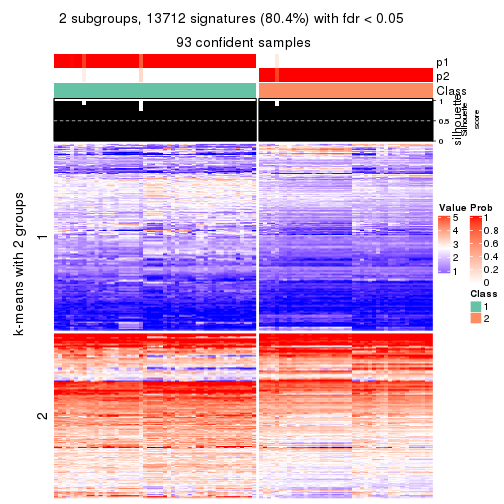 2 subgroups, 13712 signatures (80.4%) with fdr < 0.05
93 confident samples
p1
p2
Class
1
0.5
0
silhouette
Silhouette
score
k-means with 2 groups
1
2
Value
5
4
3
2
1
Prob
1
0.8
0.6
0.4
0.2
0
Class
1
2